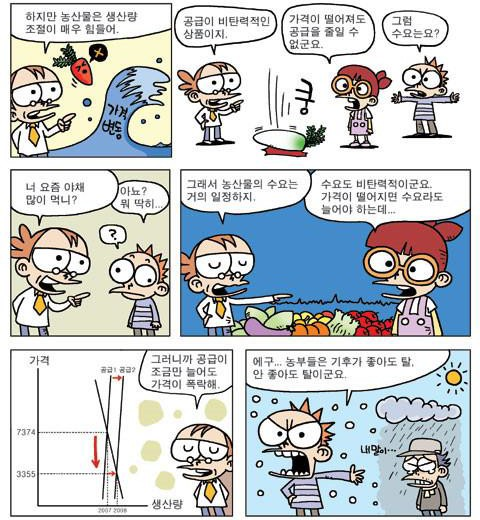 하지만 농산물은 생산량
조절이 매우 힘들어.
가격
변동
공급이 비탄력적인
상품이지.
가격이 떨어져도
공급을 줄일 수
없군요.
쿵
그럼
수요는요?
너 요즘 야채
많이 먹니?
아뇨?
뭐 딱히...
?
그래서 농산물의 수요는
거의 일정하지.
수요도 비탄력적이군요.
가격이 떨어지면 수요라도
늘어야 하는데...
가격
공급1 공급2
7374
3355
2007 2008
생산량
그러니까 공급이
조금만 늘어도
가격이 폭락해.
에구... 농부들은 기후가 좋아도 탈,
안 좋아도 탈이군요.
내 말이...